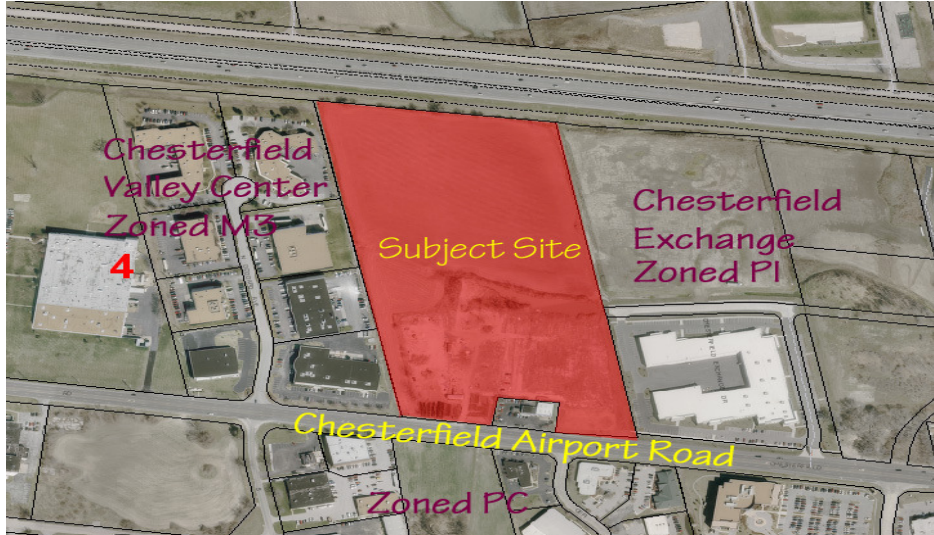 Chesterfield
Valley Center
Zoned M3
4
Subject Site
Chesterfield
Exchange
Zoned PI
Chesterfield Airport Road
Zoned PC